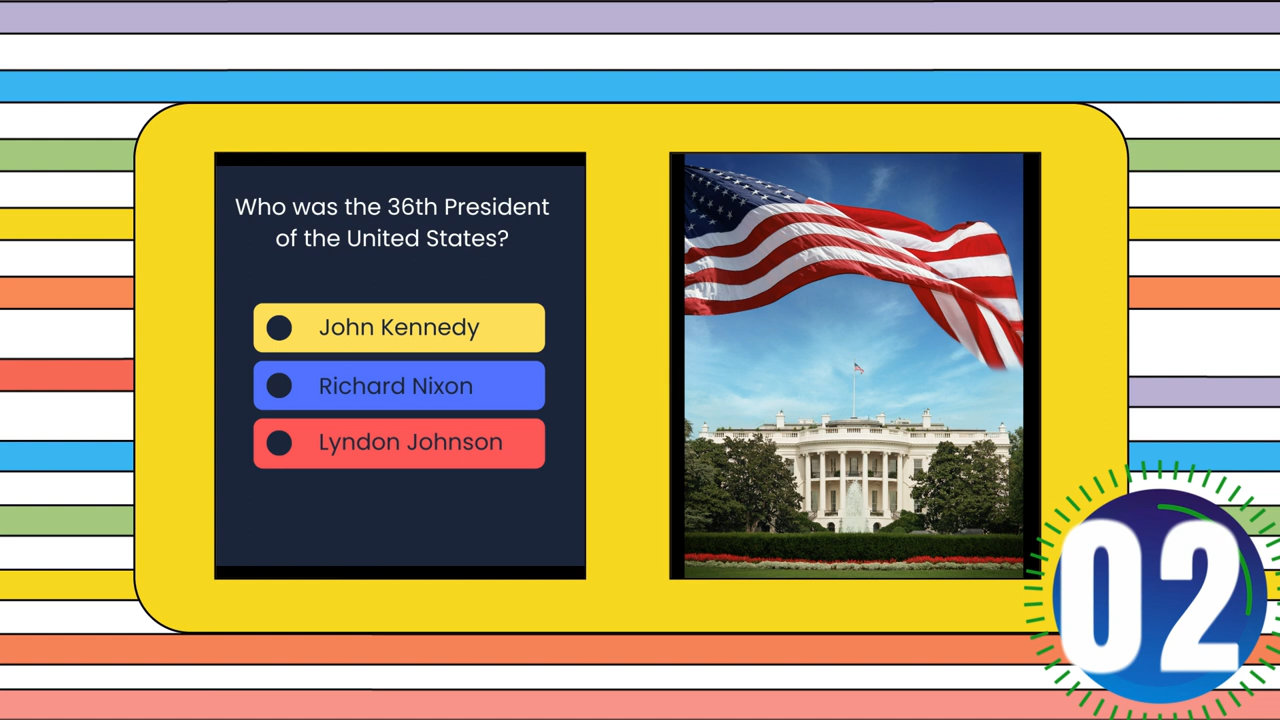 Who was the 36th President
of the United States?
John Kennedy
Richard Nixon
Lyndon Johnson
02